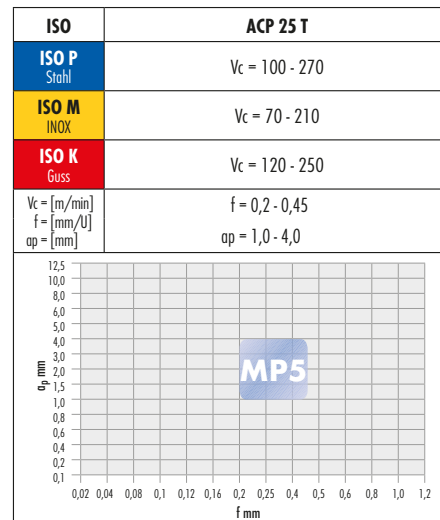 ISO ACP 25 T
ISO P
Stahl
Vc = 100 - 270
ISO M
INOX
Vc = 70 - 210
ISO K
Guss
Vc = 120 - 250
Vc = [m/min]
f = [mm/U]
ap = [mm]
f = 0,2 - 0,45
ap = 1,0 - 4,0
12,5
10,0
8,0
6,0
5,0
4,0
3,0
2,0
1,5
1,0
0,8
0,6
0,4
0,2
0,1
ap mm
MP5
0,02 0,04 0,08 0,1 0,12 0,16 0,2 0,25 0,4 0,5 0,6 0,8 1,0 1,2
f mm